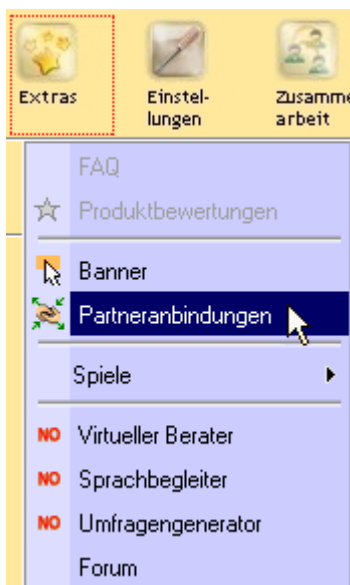 Extras
Einstel-
lungen
Zusamme
arbeit
FAQ
Produktbewertungen
Banner
Partneranbindungen
Spiele
NO Virtueller Berater
NO Sprachbegleiter
NO Umfragengenerator
Forum